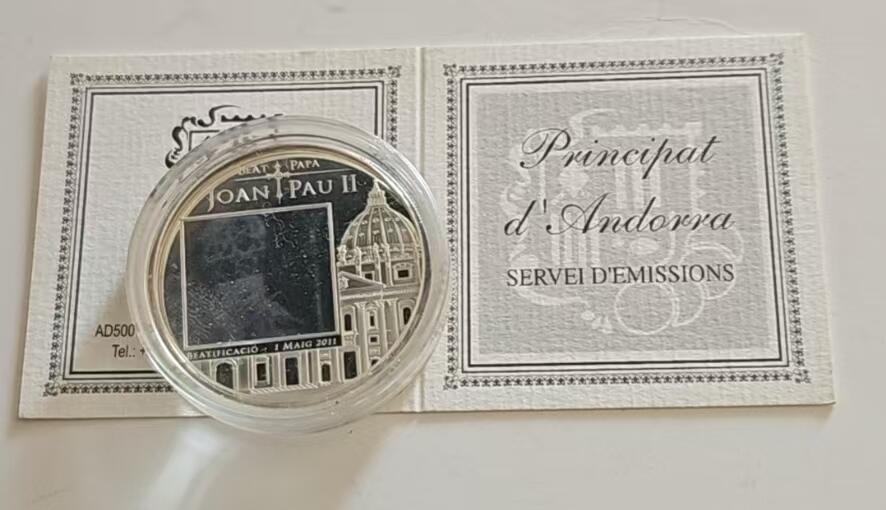 BEAT PAPA
JOAN PAU II
BEATIFICACIÓ - 1 MAIG 2011
AD500
Tel.: +
Principat
d'Andorra
SERVEI D'EMISSIONS